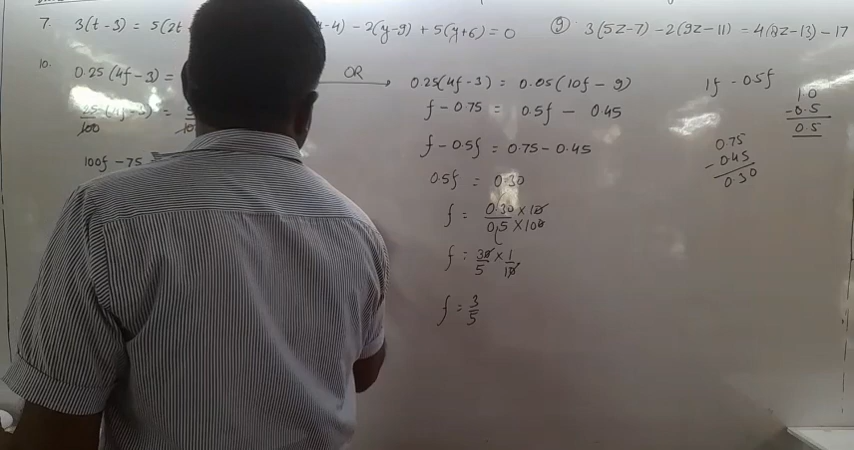 7. 3(t-3) = 5(2t
y-4) - 2(y-9) + 5(y+6) = 0
9. 3(5z-7) - 2(9z-11) = 4(8z-13) - 17
10.
0.25(4f-3) =
OR
0.25(4f-3) = 0.05(10f - 9)
f - 0.75 = 0.5f - 0.45
f - 0.5f = 0.75 - 0.45
0.5f = 0.30
f = 0.30 × 10 / 0.5 × 100
f = 30/5 × 1/10
f = 3/5
100f - 75 =
1f - 0.5f
1.0
- 0.5
0.5
0.75
- 0.45
0.30